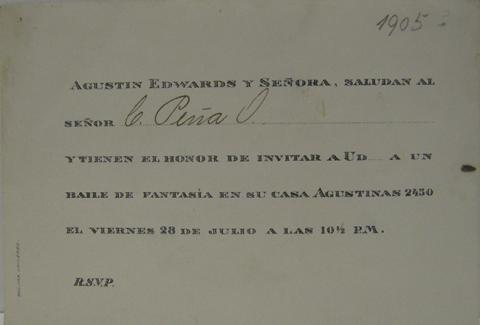 1905
AGUSTIN EDWARDS Y SEÑORA, SALUDAN AL
SEÑOR C. Peña O.
Y TIENEN EL HONOR DE INVITAR A UD A UN
BAILE DE FANTASÍA EN SU CASA AGUSTINAS 2450
EL VIERNES 28 DE JULIO A LAS 10½ P.M.
R.S.V.P.